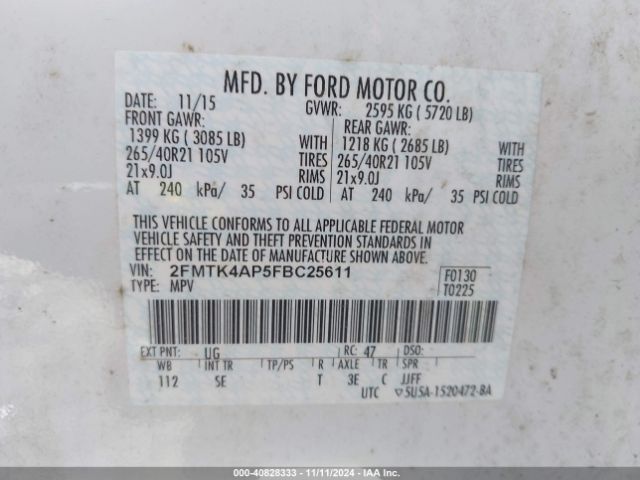 MFD. BY FORD MOTOR CO.
DATE: 11/15 GVWR: 2595 KG ( 5720 LB)
FRONT GAWR: REAR GAWR:
1399 KG ( 3085 LB) WITH 1218 KG ( 2685 LB) WITH
265/40R21 105V TIRES 265/40R21 105V TIRES
21x9.0J RIMS 21x9.0J RIMS
AT 240 kPa/ 35 PSI COLD AT 240 kPa/ 35 PSI COLD
THIS VEHICLE CONFORMS TO ALL APPLICABLE FEDERAL MOTOR
VEHICLE SAFETY AND THEFT PREVENTION STANDARDS IN
EFFECT ON THE DATE OF MANUFACTURE SHOWN ABOVE.
VIN: 2FMTK4AP5FBC25611 F0130
TYPE: MPV T0225
EXT PNT: UG RC: 47 DSO:
WB INT TR TP/PS R AXLE TR SPR
112 SE T 3E C JJFF
UTC ▽5USA-1520472-BA
000-40828333 - 11/11/2024 - IAAI.COM